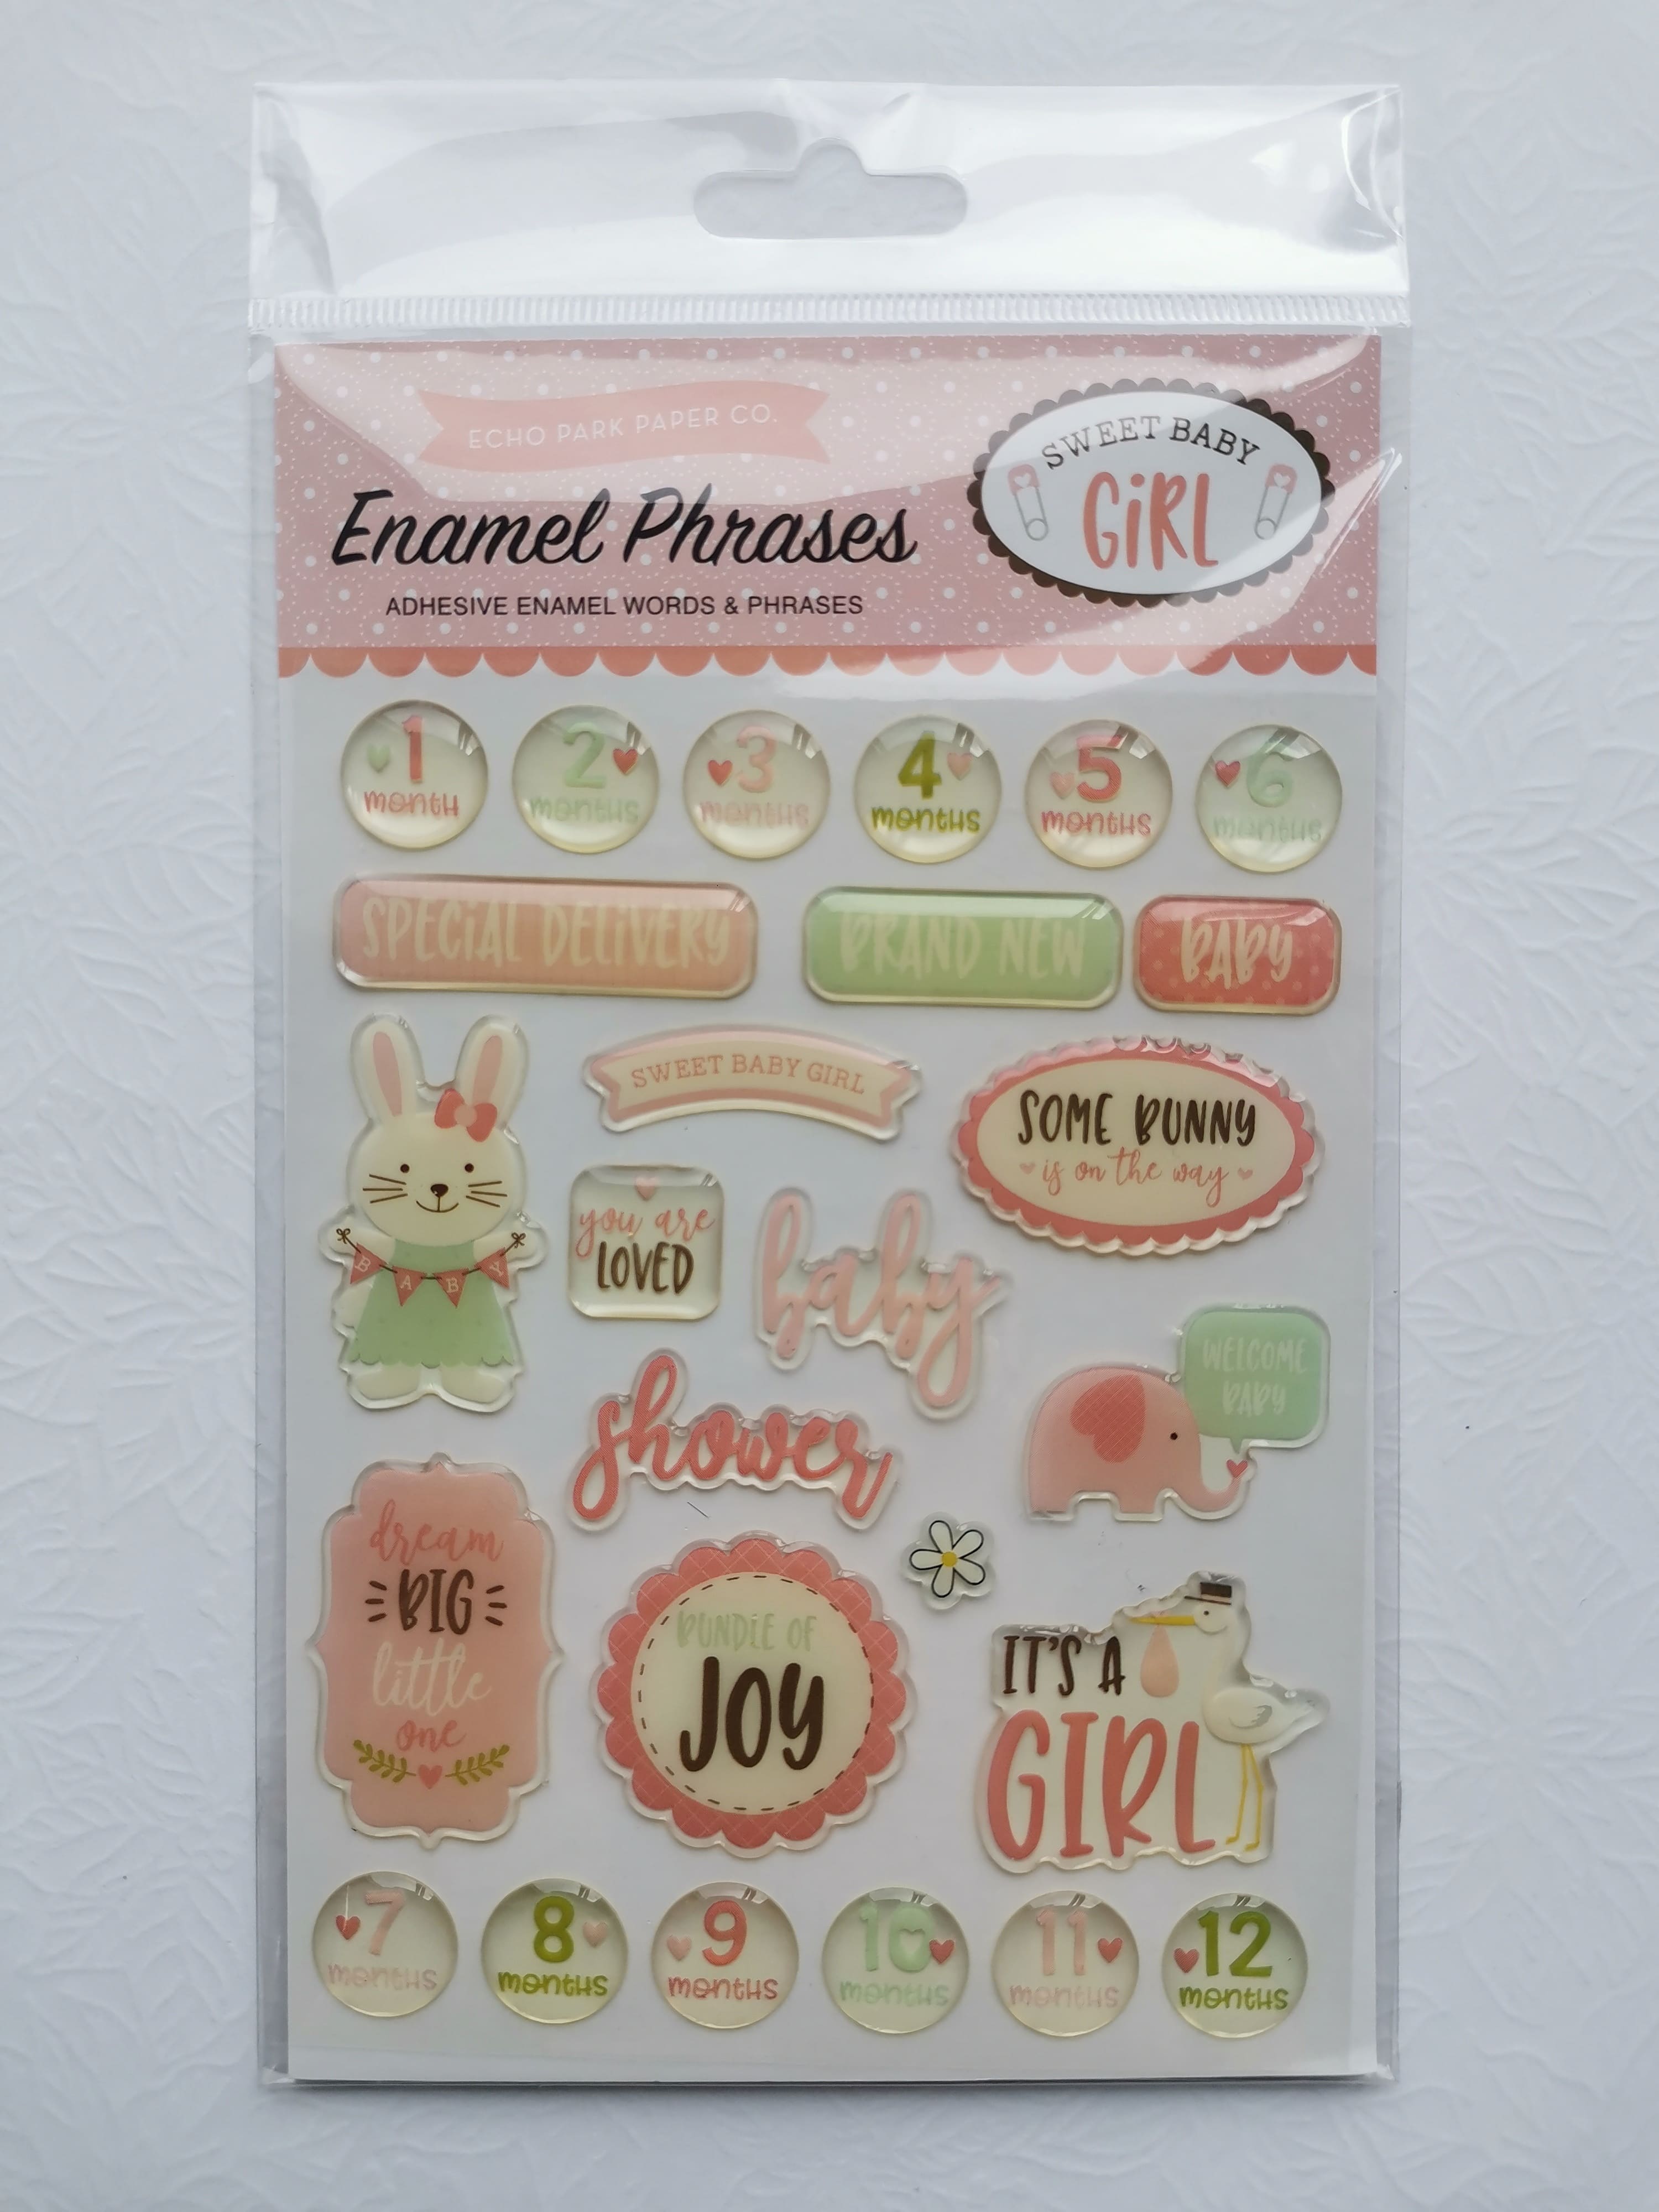 ECHO PARK PAPER CO.
SWEET BABY
GiRL
Enamel Phrases
ADHESIVE ENAMEL WORDS & PHRASES
1
month
2
months
3
months
4
months
5
months
6
months
SPECiAL DELiVERY
BRAND NEW
BABY
SWEET BABY GIRL
SOME BUNNY
is on the way
BABY
you are
LOVED
baby
shower
WELCOME
BABY
dream
BIG
little
one
BUNDLE OF
JOY
IT'S A
GIRL
7
months
8
months
9
months
10
months
11
months
12
months